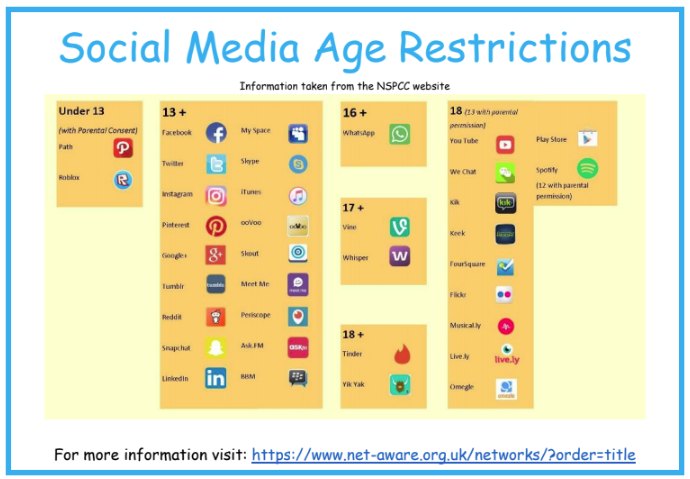 Social Media Age Restrictions
Information taken from the NSPCC website
Under 13
(with Parental Consent)
Path
Roblox
13 +
Facebook
Twitter
Instagram
Pinterest
Google+
Tumblr
Reddit
Snapchat
LinkedIn
My Space
Skype
iTunes
ooVoo
Skout
Meet Me
Periscope
Ask.FM
BBM
16 +
WhatsApp
17 +
Vine
Whisper
18 +
Tinder
Yik Yak
18 (13 with parental
permission)
You Tube
We Chat
Kik
Keek
FourSquare
Flickr
Musical.ly
Live.ly
live.ly
Omegle
Play Store
Spotify
(12 with parental
permission)
For more information visit: https://www.net-aware.org.uk/networks/?order=title